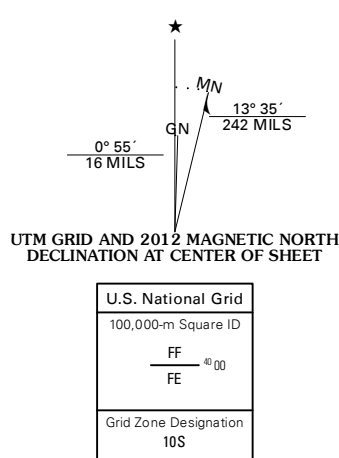 ★
MN
13° 35´
242 MILS
GN
0° 55´
16 MILS
UTM GRID AND 2012 MAGNETIC NORTH
DECLINATION AT CENTER OF SHEET
U.S. National Grid
100,000-m Square ID
FF
40 00
FE
Grid Zone Designation
10S